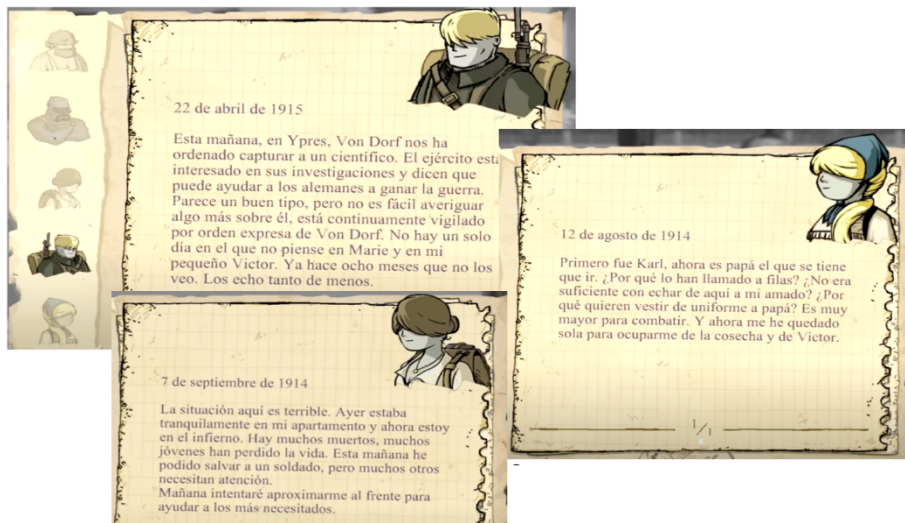 22 de abril de 1915
Esta mañana, en Ypres, Von Dorf nos ha
ordenado capturar a un científico. El ejército está
interesado en sus investigaciones y dicen que
puede ayudar a los alemanes a ganar la guerra.
Parece un buen tipo, pero no es fácil averiguar
algo más sobre él, está continuamente vigilado
por orden expresa de Von Dorf. No hay un solo
día en el que no piense en Marie y en mi
pequeño Victor. Ya hace ocho meses que no los
veo. Los echo tanto de menos.
12 de agosto de 1914
Primero fue Karl, ahora es papá el que se tiene
que ir. ¿Por qué lo han llamado a filas? ¿No era
suficiente con echar de aquí a mi amado? ¿Por
qué quieren vestir de uniforme a papá? Es muy
mayor para combatir. Y ahora me he quedado
sola para ocuparme de la cosecha y de Victor.
1/1
7 de septiembre de 1914
La situación aquí es terrible. Ayer estaba
tranquilamente en mi apartamento y ahora estoy
en el infierno. Hay muchos muertos, muchos
jóvenes han perdido la vida. Esta mañana he
podido salvar a un soldado, pero muchos otros
necesitan atención.
Mañana intentaré aproximarme al frente para
ayudar a los más necesitados.